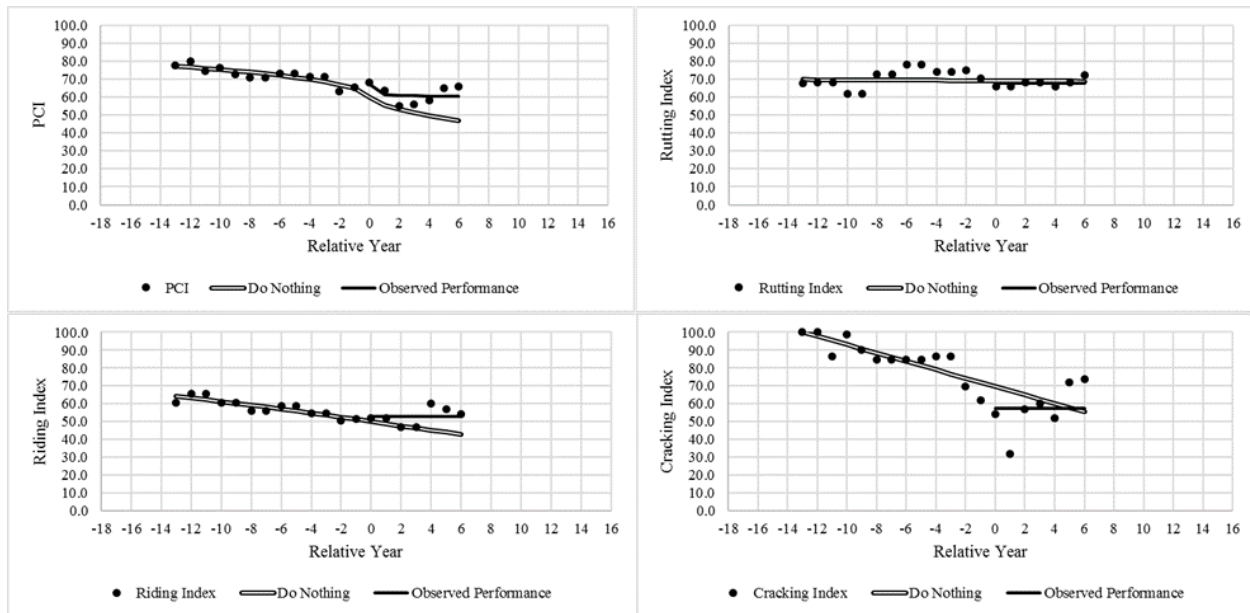 100.0
90.0
80.0
70.0
60.0
50.0
40.0
30.0
20.0
10.0
0.0
PCI
-18 -16 -14 -12 -10 -8 -6 -4 -2 0 2 4 6 8 10 12 14 16
Relative Year
PCI Do Nothing Observed Performance
100.0
90.0
80.0
70.0
60.0
50.0
40.0
30.0
20.0
10.0
0.0
Rutting Index
-18 -16 -14 -12 -10 -8 -6 -4 -2 0 2 4 6 8 10 12 14 16
Relative Year
Rutting Index Do Nothing Observed Performance
100.0
90.0
80.0
70.0
60.0
50.0
40.0
30.0
20.0
10.0
0.0
Riding Index
-18 -16 -14 -12 -10 -8 -6 -4 -2 0 2 4 6 8 10 12 14 16
Relative Year
Riding Index Do Nothing Observed Performance
100.0
90.0
80.0
70.0
60.0
50.0
40.0
30.0
20.0
10.0
0.0
Cracking Index
-18 -16 -14 -12 -10 -8 -6 -4 -2 0 2 4 6 8 10 12 14 16
Relative Year
Cracking Index Do Nothing Observed Performance